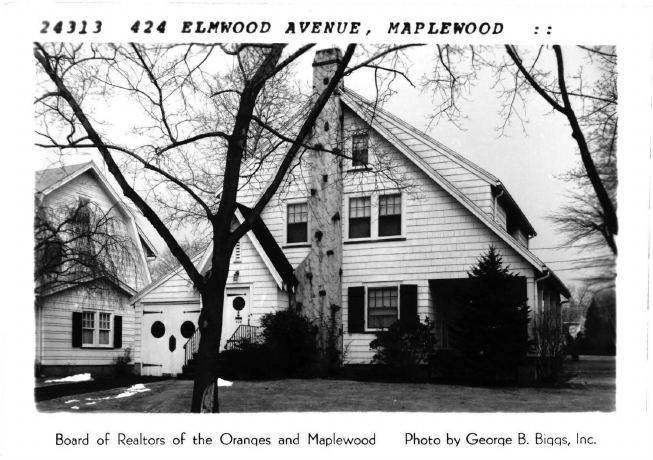 24313 424 ELMWOOD AVENUE, MAPLEWOOD ::
Board of Realtors of the Oranges and Maplewood Photo by George B. Biggs, Inc.